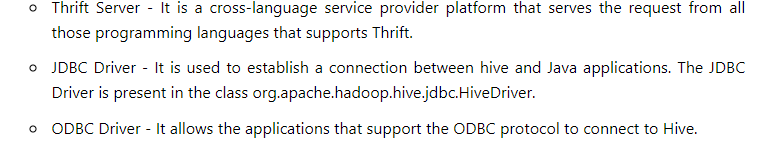 Thrift Server - It is a cross-language service provider platform that serves the request from all
those programming languages that supports Thrift.
JDBC Driver - It is used to establish a connection between hive and Java applications. The JDBC
Driver is present in the class org.apache.hadoop.hive.jdbc.HiveDriver.
ODBC Driver - It allows the applications that support the ODBC protocol to connect to Hive.